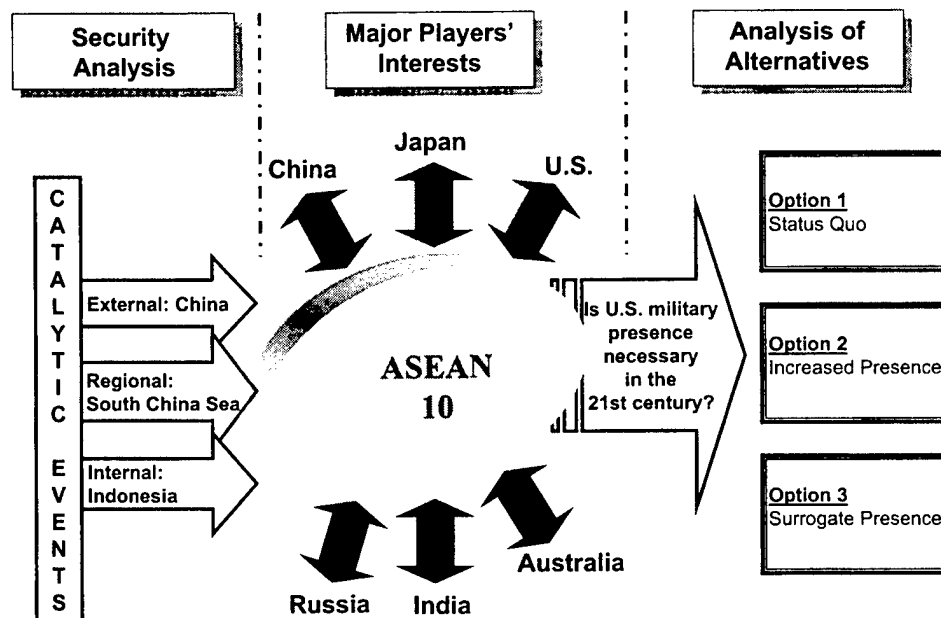 Security
Analysis
Major Players'
Interests
Analysis of
Alternatives
CATALYTIC EVENTS
External: China
Regional:
South China Sea
Internal:
Indonesia
China
Japan
U.S.
ASEAN
10
Russia
India
Australia
Is U.S. military
presence
necessary
in the
21st century?
Option 1
Status Quo
Option 2
Increased Presence
Option 3
Surrogate Presence